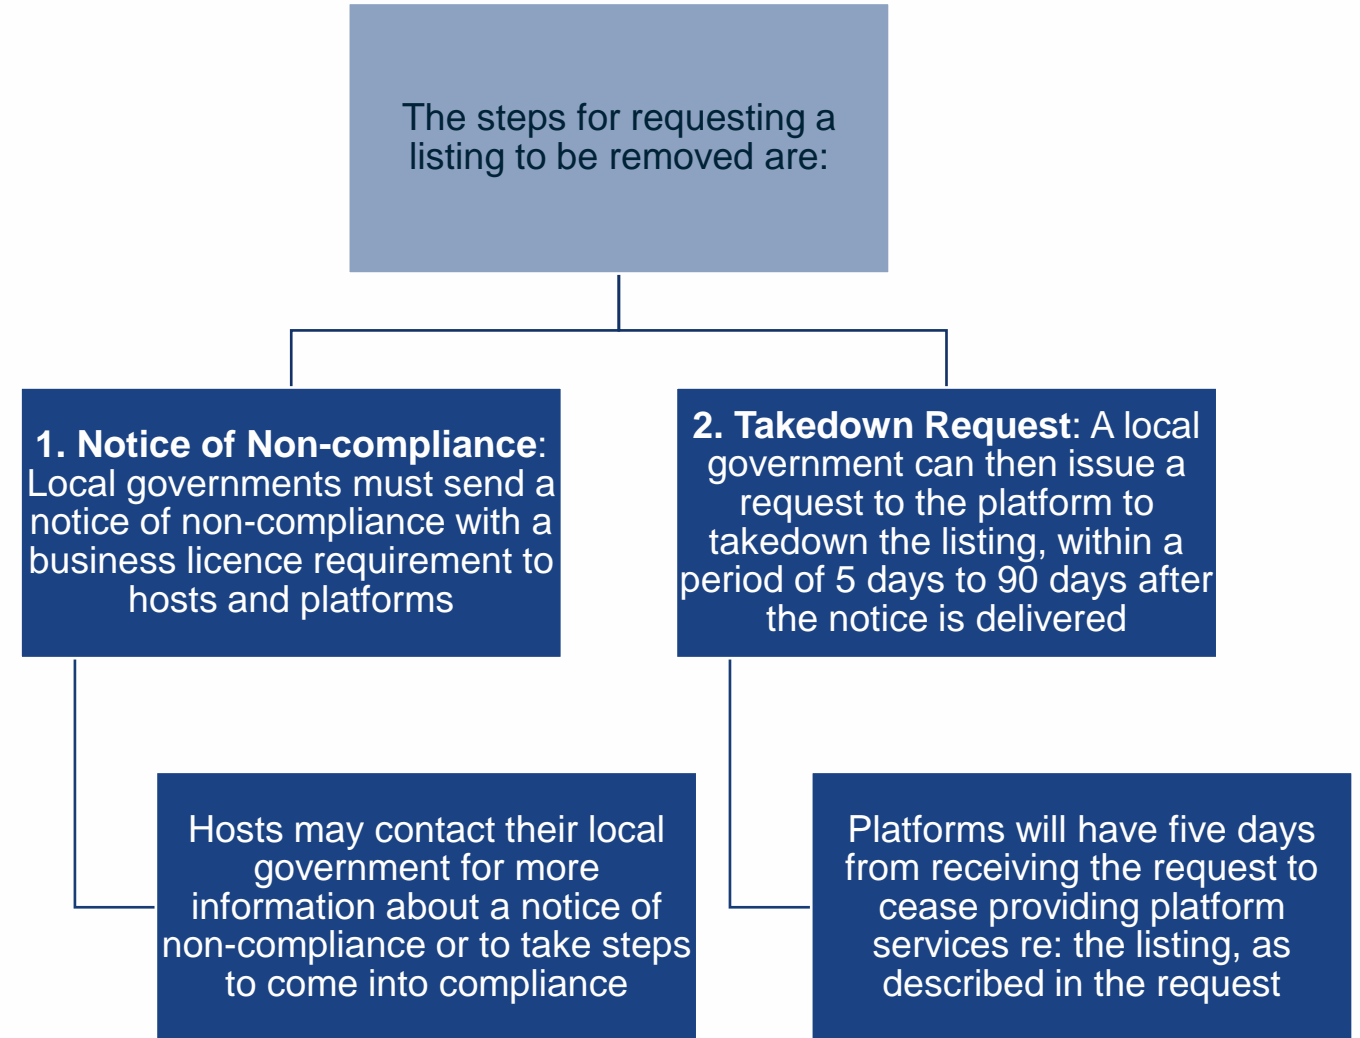 The steps for requesting a
listing to be removed are:
1. Notice of Non-compliance:
Local governments must send a
notice of non-compliance with a
business licence requirement to
hosts and platforms
Hosts may contact their local
government for more
information about a notice of
non-compliance or to take steps
to come into compliance
2. Takedown Request: A local
government can then issue a
request to the platform to
takedown the listing, within a
period of 5 days to 90 days after
the notice is delivered
Platforms will have five days
from receiving the request to
cease providing platform
services re: the listing, as
described in the request